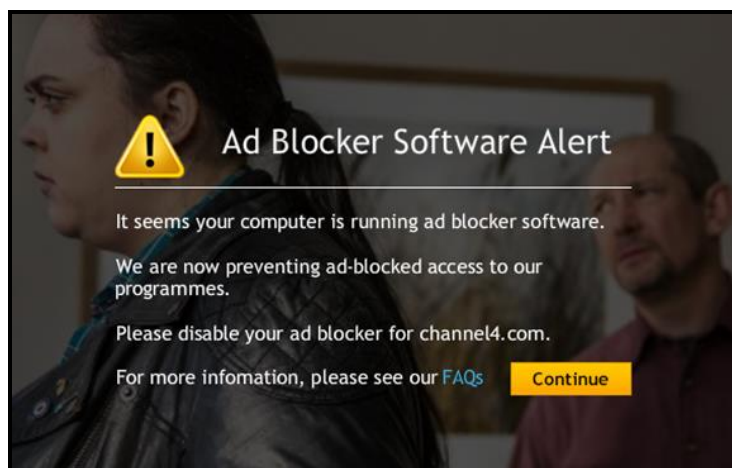 Ad Blocker Software Alert
It seems your computer is running ad blocker software.
We are now preventing ad-blocked access to our
programmes.
Please disable your ad blocker for channel4.com.
For more infomation, please see our FAQs
Continue